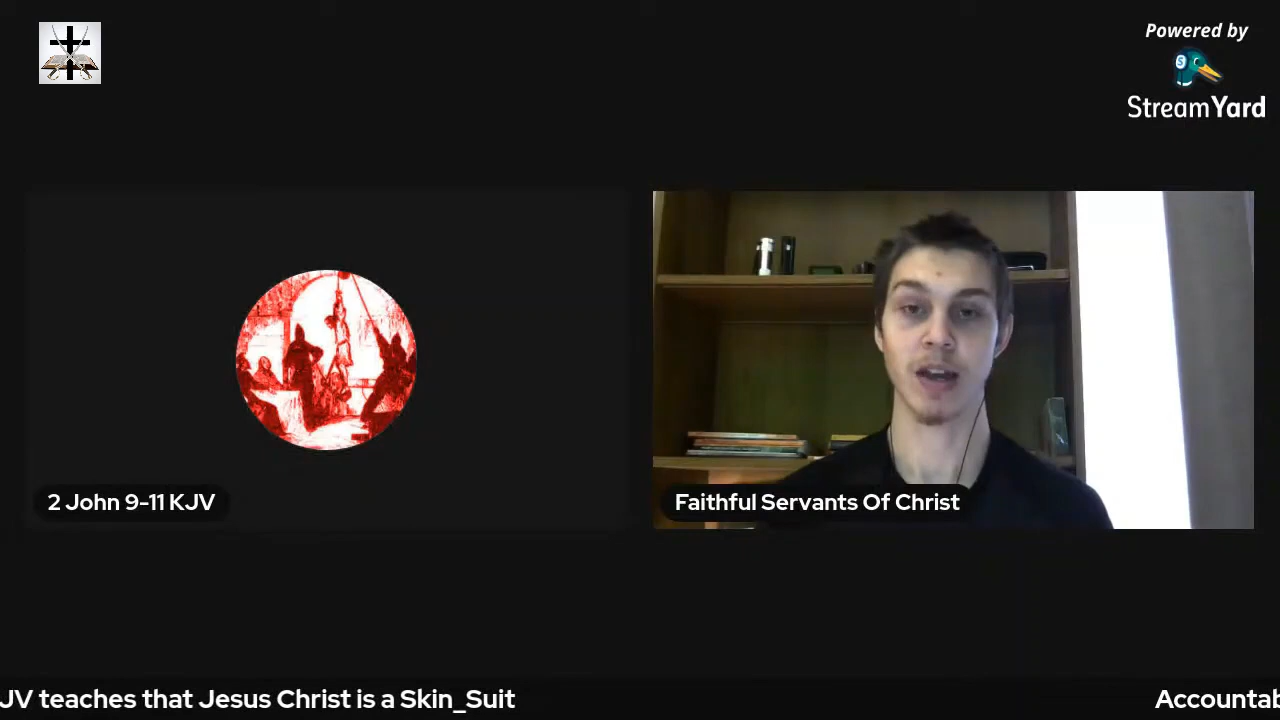 Powered by
StreamYard
2 John 9-11 KJV
Faithful Servants Of Christ
JV teaches that Jesus Christ is a Skin_Suit
Accountab